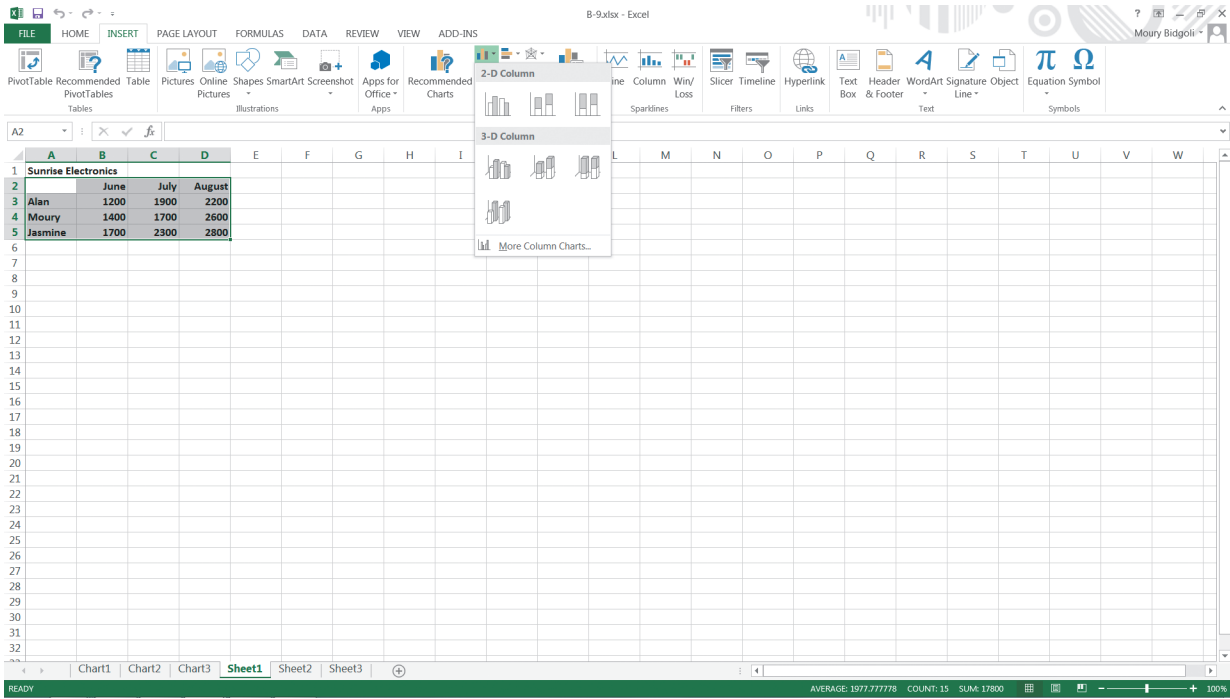 B-9.xlsx - Excel
?
FILE HOME INSERT PAGE LAYOUT FORMULAS DATA REVIEW VIEW ADD-INS Moury Bidgoli
PivotTable Recommended PivotTables Table Pictures Online Pictures Shapes SmartArt Screenshot Apps for Office Recommended Charts Column Win/Loss Slicer Timeline Hyperlink Text Box Header & Footer WordArt Signature Line Object Equation Symbol
Tables Illustrations Apps Sparklines Filters Links Text Symbols
2-D Column
3-D Column
More Column Charts...
A2 fx
A B C D E F G H I L M N O P Q R S T U V W
1 Sunrise Electronics
2 June July August
3 Alan 1200 1900 2200
4 Moury 1400 1700 2600
5 Jasmine 1700 2300 2800
6
7
8
9
10
11
12
13
14
15
16
17
18
19
20
21
22
23
24
25
26
27
28
29
30
31
32
Chart1 Chart2 Chart3 Sheet1 Sheet2 Sheet3
READY AVERAGE: 1977.777778 COUNT: 15 SUM: 17800 100%